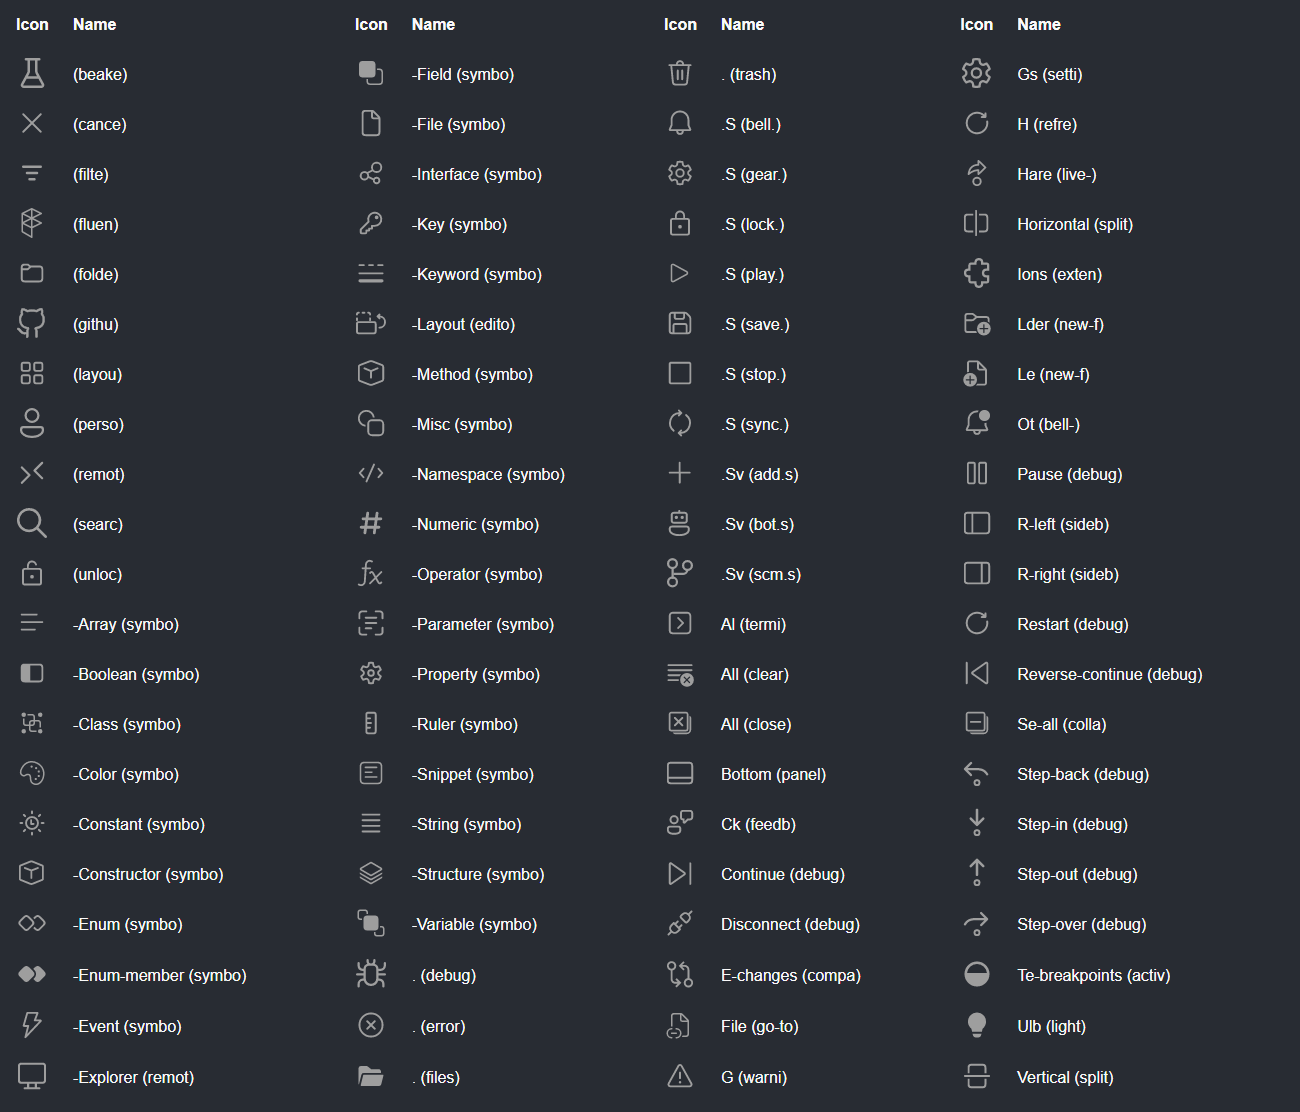 Icon Name Icon Name Icon Name Icon Name
(beake) -Field (symbo) . (trash) Gs (setti)
(cance) -File (symbo) .S (bell.) H (refre)
(filte) -Interface (symbo) .S (gear.) Hare (live-)
(fluen) -Key (symbo) .S (lock.) Horizontal (split)
(folde) -Keyword (symbo) .S (play.) Ions (exten)
(githu) -Layout (edito) .S (save.) Lder (new-f)
(layou) -Method (symbo) .S (stop.) Le (new-f)
(perso) -Misc (symbo) .S (sync.) Ot (bell-)
(remot) -Namespace (symbo) .Sv (add.s) Pause (debug)
(searc) -Numeric (symbo) .Sv (bot.s) R-left (sideb)
(unloc) -Operator (symbo) .Sv (scm.s) R-right (sideb)
-Array (symbo) -Parameter (symbo) Al (termi) Restart (debug)
-Boolean (symbo) -Property (symbo) All (clear) Reverse-continue (debug)
-Class (symbo) -Ruler (symbo) All (close) Se-all (colla)
-Color (symbo) -Snippet (symbo) Bottom (panel) Step-back (debug)
-Constant (symbo) -String (symbo) Ck (feedb) Step-in (debug)
-Constructor (symbo) -Structure (symbo) Continue (debug) Step-out (debug)
-Enum (symbo) -Variable (symbo) Disconnect (debug) Step-over (debug)
-Enum-member (symbo) . (debug) E-changes (compa) Te-breakpoints (activ)
-Event (symbo) . (error) File (go-to) Ulb (light)
-Explorer (remot) . (files) G (warni) Vertical (split)